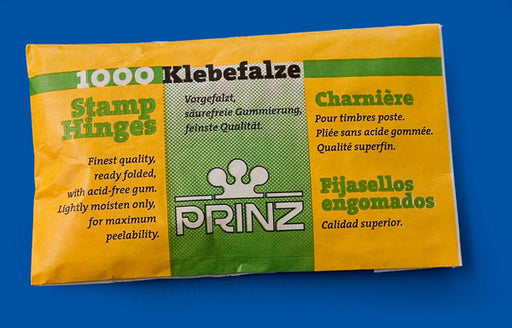 1000 Klebefalze
Stamp
Hinges
Finest quality,
ready folded,
with acid-free gum.
Lightly moisten only,
for maximum
peelability.
Vorgefalzt,
säurefreie Gummierung,
feinste Qualität.
PRINZ
Charnière
Pour timbres poste.
Pliée sans acide gommée.
Qualité superfin.
Fijasellos
engomados
Calidad superior.